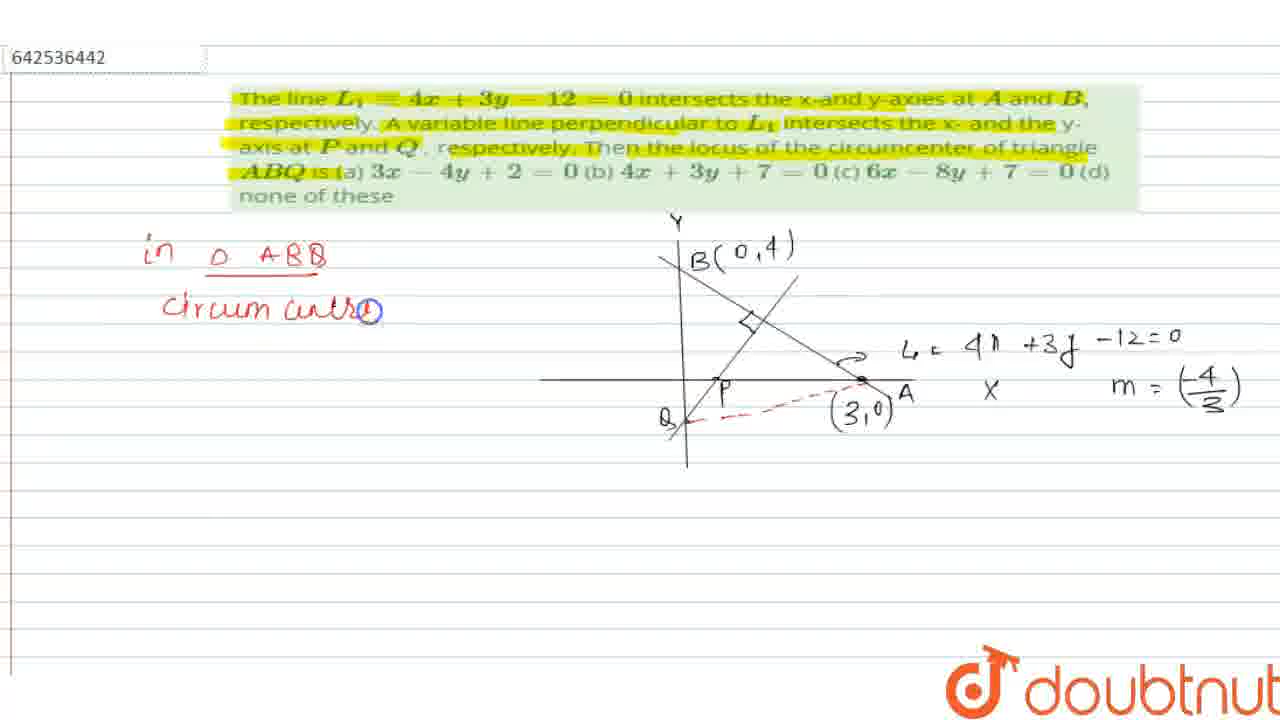 642536442
The line L₁ ≡ 4x + 3y − 12 = 0 intersects the x-and y-axies at A and B,
respectively. A variable line perpendicular to L₁ intersects the x- and the y-
axis at P and Q , respectively. Then the locus of the circumcenter of triangle
ABQ is (a) 3x − 4y + 2 = 0 (b) 4x + 3y + 7 = 0 (c) 6x − 8y + 7 = 0 (d)
none of these
in Δ ABQ
Circum centre
Y
B(0,4)
L = 4x +3y -12=0
P
A
X
m = (-4/3)
(3,0)
Q
doubtnut